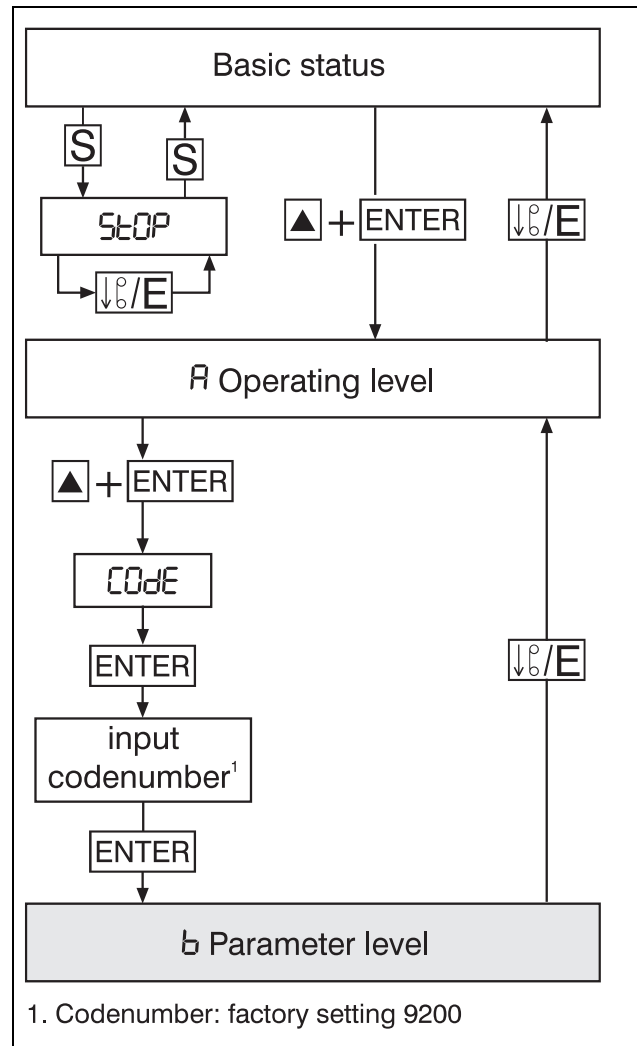 Basic status
S
S
StOP
▲ + ENTER
/E
/E
A Operating level
▲ + ENTER
COdE
ENTER
/E
input
codenumber¹
ENTER
b Parameter level
1. Codenumber: factory setting 9200